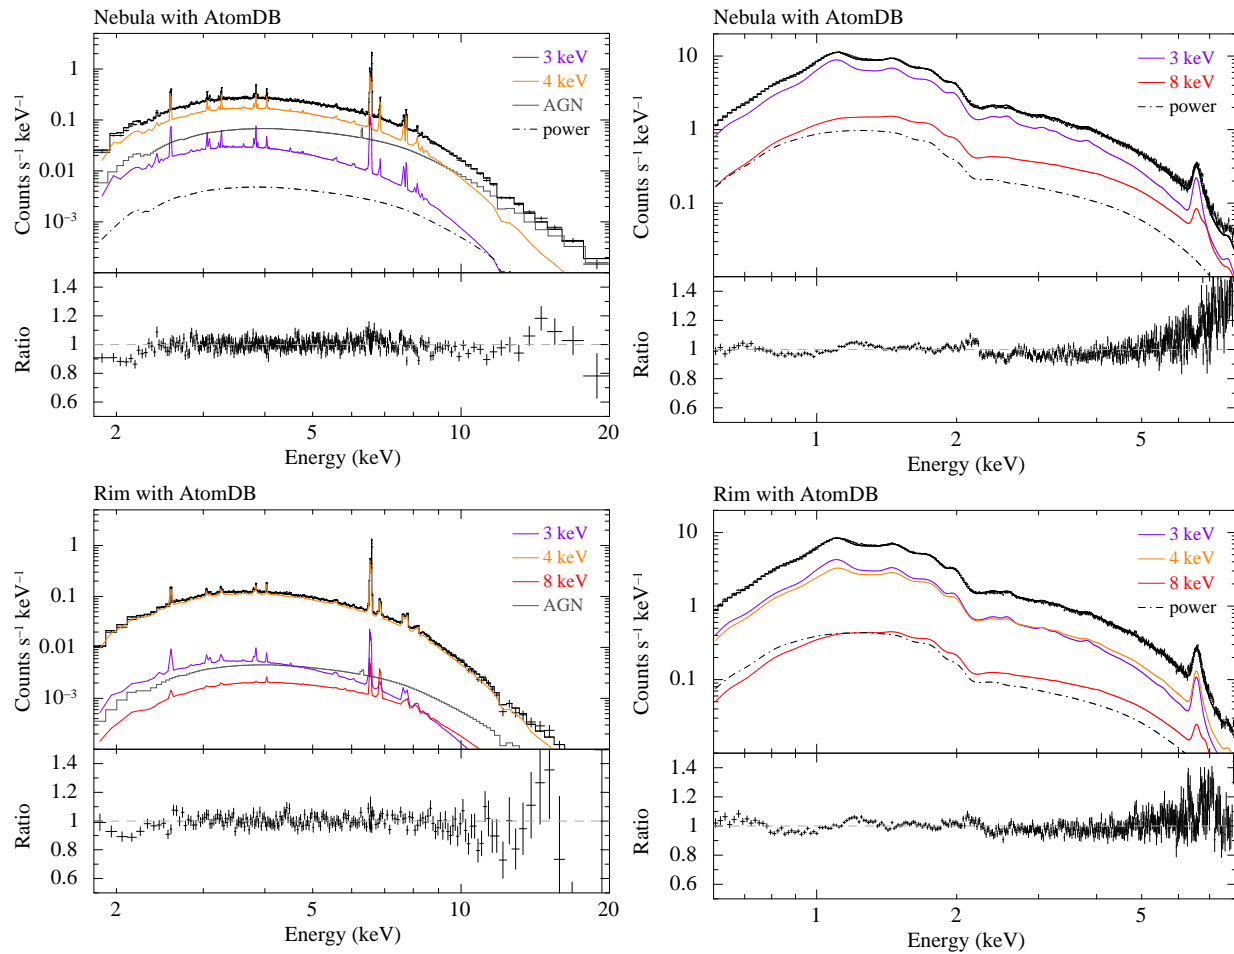 Nebula with AtomDB
3 keV
4 keV
AGN
power
1
0.1
0.01
10⁻³
Counts s⁻¹ keV⁻¹
1.4
1.2
1
0.8
0.6
Ratio
2
5
10
20
Energy (keV)
Nebula with AtomDB
3 keV
8 keV
power
10
1
0.1
Counts s⁻¹ keV⁻¹
1.4
1.2
1
0.8
0.6
Ratio
1
2
5
Energy (keV)
Rim with AtomDB
3 keV
4 keV
8 keV
AGN
1
0.1
0.01
10⁻³
Counts s⁻¹ keV⁻¹
1.4
1.2
1
0.8
0.6
Ratio
2
5
10
20
Energy (keV)
Rim with AtomDB
3 keV
4 keV
8 keV
power
10
1
0.1
Counts s⁻¹ keV⁻¹
1.4
1.2
1
0.8
0.6
Ratio
1
2
5
Energy (keV)